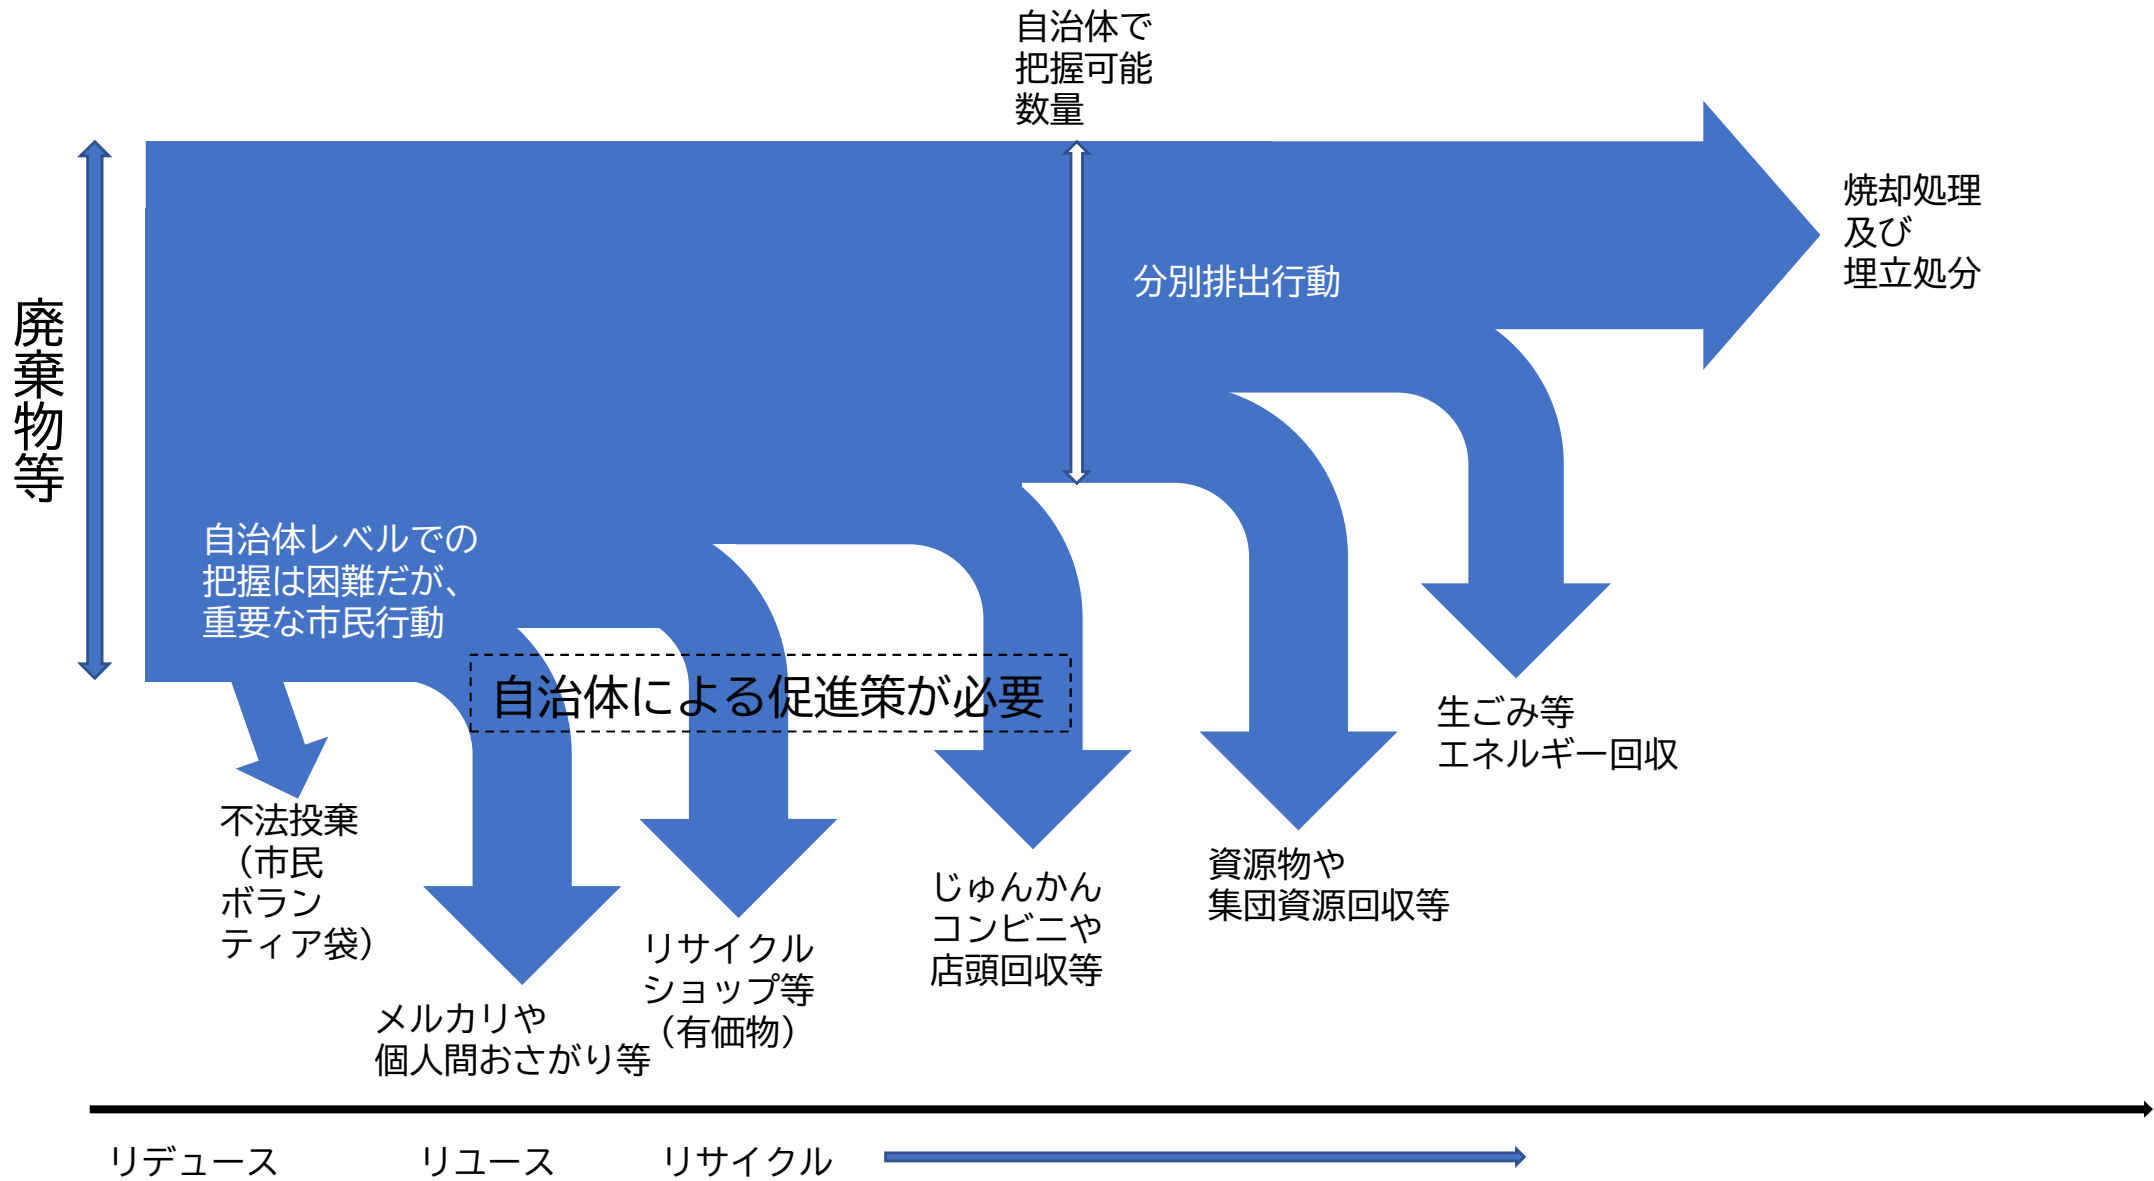 自治体で
把握可能
数量
焼却処理
及び
埋立処分
分別排出行動
廃棄物等
自治体レベルでの
把握は困難だが、
重要な市民行動
自治体による促進策が必要
生ごみ等
エネルギー回収
不法投棄
（市民
ボラン
ティア袋）
資源物や
集団資源回収等
じゅんかん
コンビニや
店頭回収等
リサイクル
ショップ等
（有価物）
メルカリや
個人間おさがり等
リデュース
リユース
リサイクル